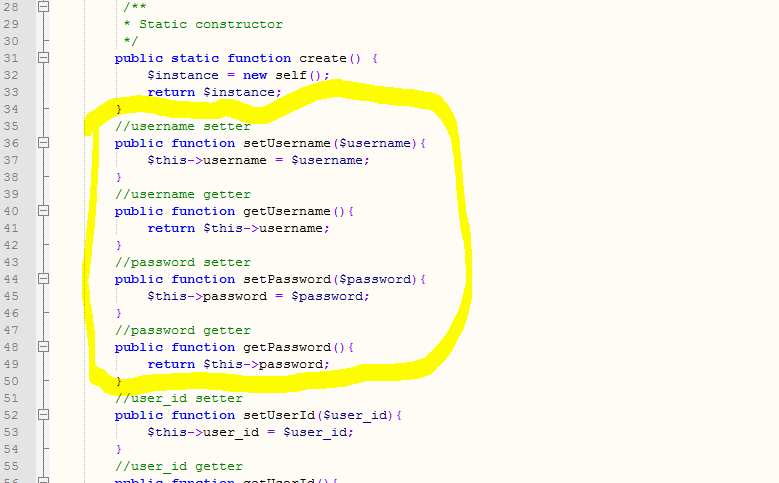 28 /**
29 * Static constructor
30 */
31 public static function create() {
32 $instance = new self();
33 return $instance;
34 }
35 //username setter
36 public function setUsername($username){
37 $this->username = $username;
38 }
39 //username getter
40 public function getUsername(){
41 return $this->username;
42 }
43 //password setter
44 public function setPassword($password){
45 $this->password = $password;
46 }
47 //password getter
48 public function getPassword(){
49 return $this->password;
50 }
51 //user_id setter
52 public function setUserId($user_id){
53 $this->user_id = $user_id;
54 }
55 //user_id getter
56 public function getUserId(){